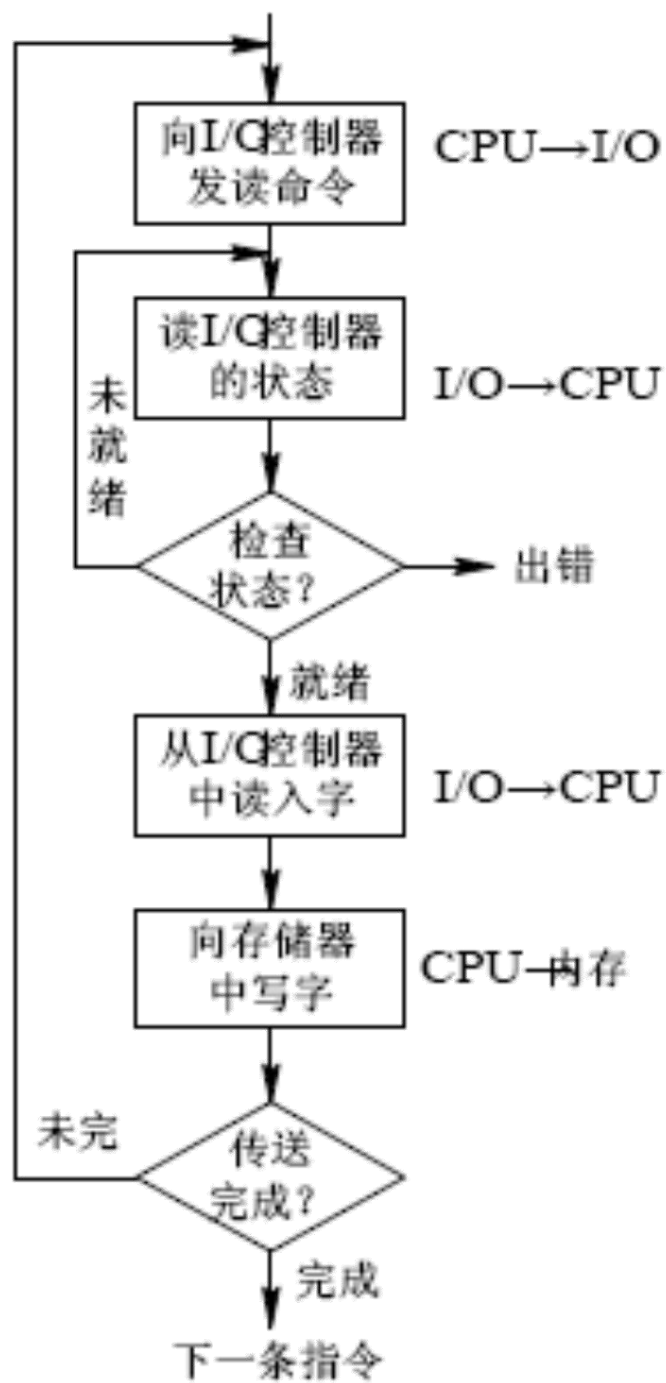 向I/O控制器
发读命令
CPU→I/O
读I/O控制器
的状态
I/O→CPU
未
就
绪
检查
状态？
出错
就绪
从I/O控制器
中读入字
I/O→CPU
向存储器
中写字
CPU→内存
未完
传送
完成？
完成
下一条指令